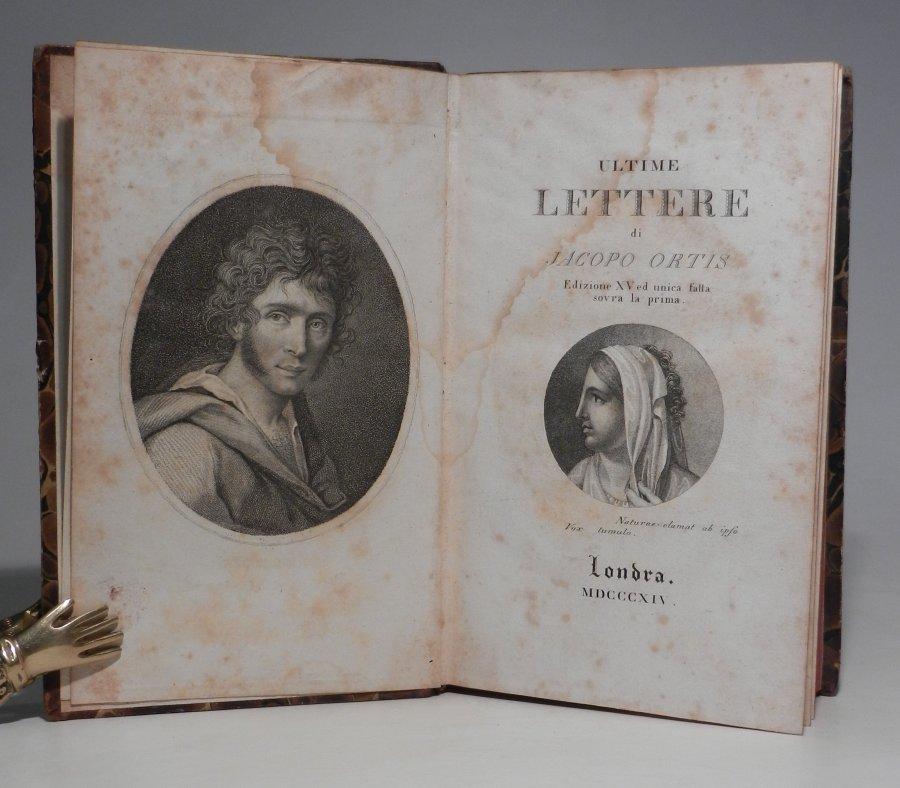 ULTIME
LETTERE
di
JACOPO ORTIS
Edizione XV ed unica fatta
sovra la prima.
Naturae clamat ab ipso
Vox tumulo.
Londra.
MDCCCXIV.